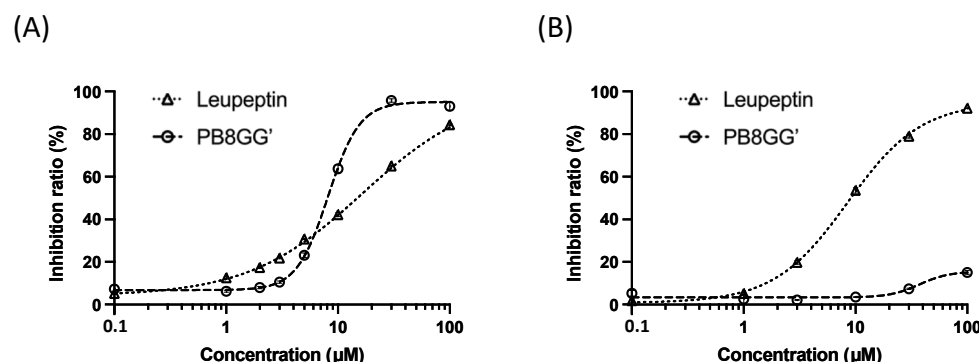 (A)
(B)
Leupeptin
PB8GG’
Inhibition ratio (%)
100
80
60
40
20
0
0.1
1
10
100
Concentration (μM)
Leupeptin
PB8GG’
Inhibition ratio (%)
100
80
60
40
20
0
0.1
1
10
100
Concentration (μM)